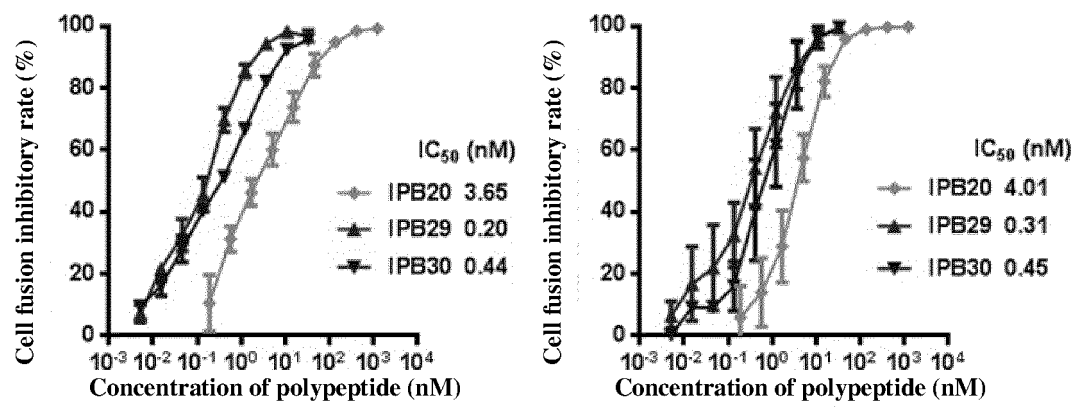 Cell fusion inhibitory rate (%)
100
80
60
40
20
0
IC50 (nM)
IPB20 3.65
IPB29 0.20
IPB30 0.44
10-3 10-2 10-1 100 101 102 103 104
Concentration of polypeptide (nM)
Cell fusion inhibitory rate (%)
100
80
60
40
20
0
IC50 (nM)
IPB20 4.01
IPB29 0.31
IPB30 0.45
10-3 10-2 10-1 100 101 102 103 104
Concentration of polypeptide (nM)